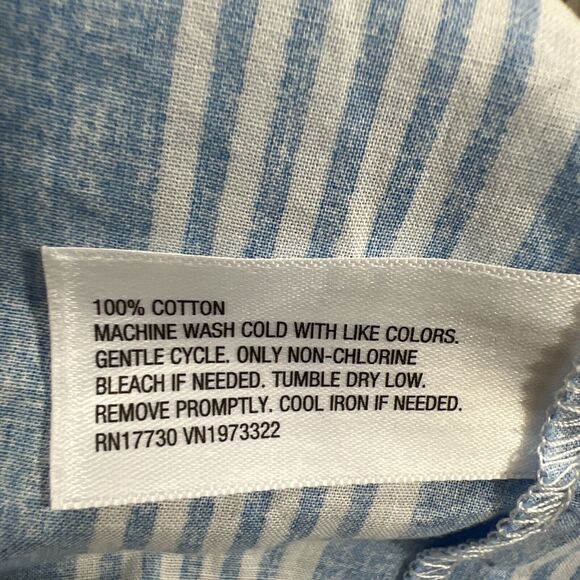 100% COTTON
MACHINE WASH COLD WITH LIKE COLORS.
GENTLE CYCLE. ONLY NON-CHLORINE
BLEACH IF NEEDED. TUMBLE DRY LOW.
REMOVE PROMPTLY. COOL IRON IF NEEDED.
RN17730 VN1973322